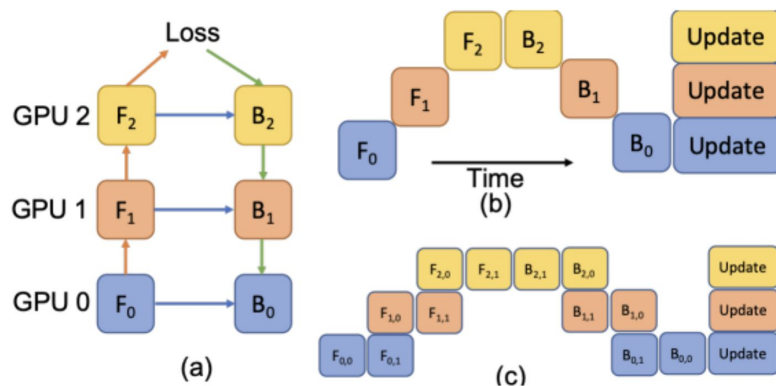 Loss
GPU 2 F₂ B₂
GPU 1 F₁ B₁
GPU 0 F₀ B₀
(a)
F₂ B₂ Update
F₁ B₁ Update
F₀ B₀ Update
Time
(b)
F₂,₀ F₂,₁ B₂,₁ B₂,₀ Update
F₁,₀ F₁,₁ B₁,₁ B₁,₀ Update
F₀,₀ F₀,₁ B₀,₁ B₀,₀ Update
(c)